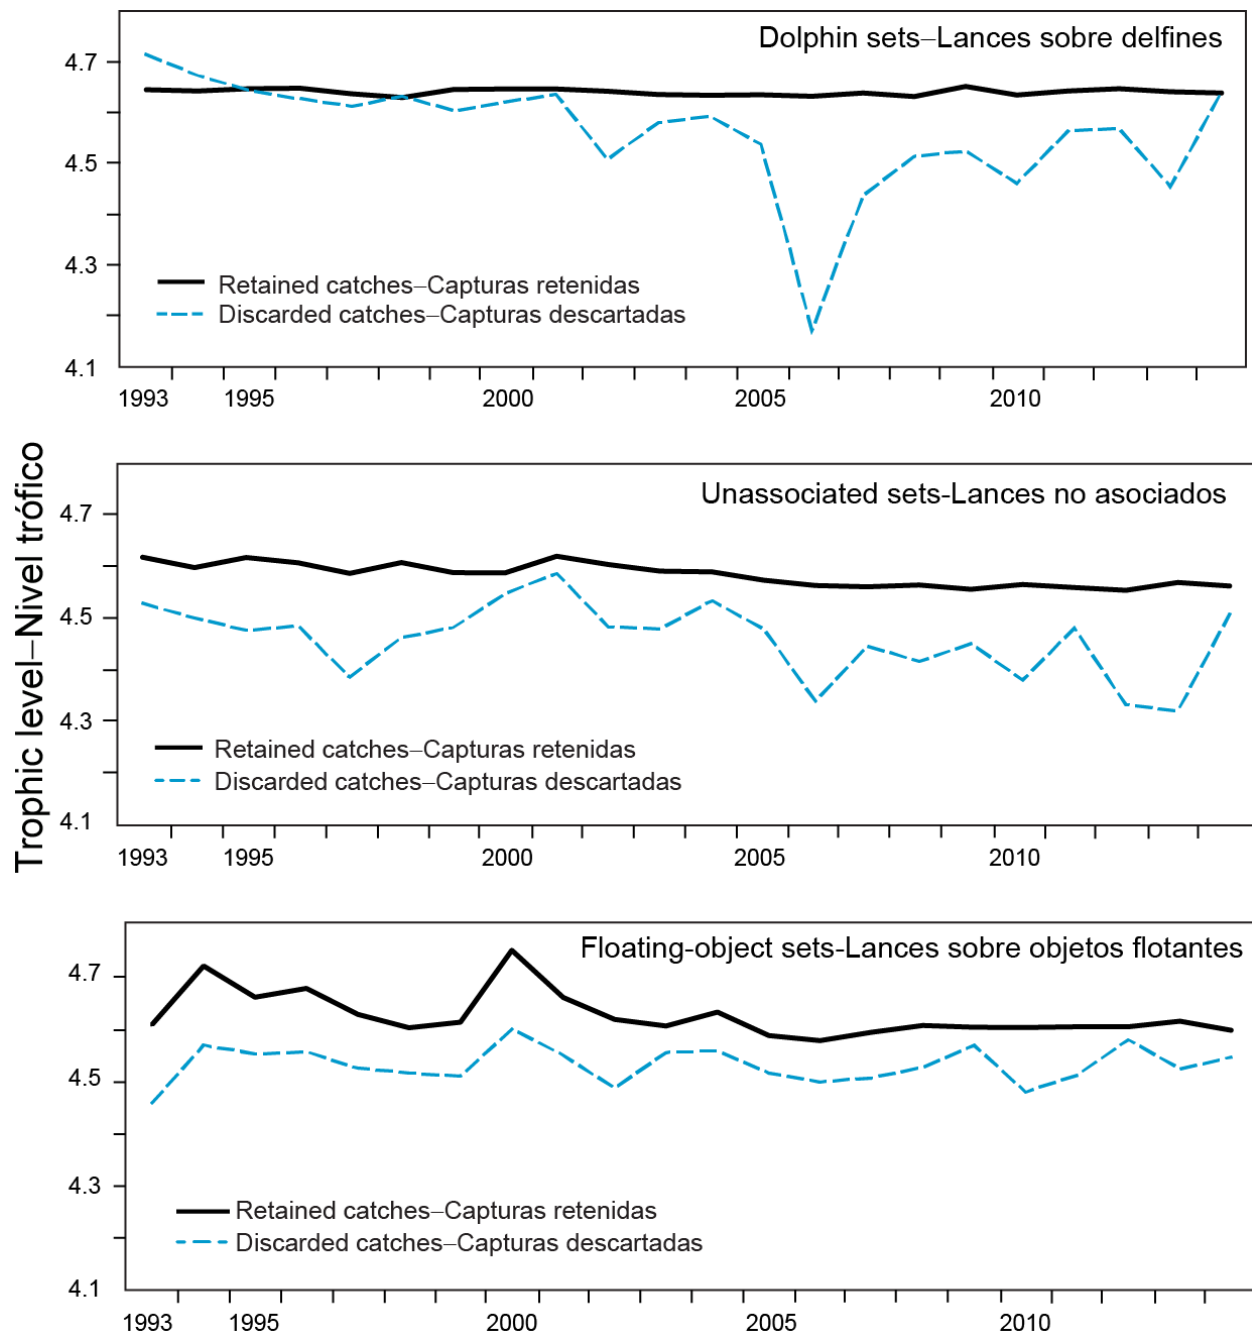 Dolphin sets–Lances sobre delfines
4.7
4.5
4.3
4.1
Retained catches–Capturas retenidas
Discarded catches–Capturas descartadas
1993 1995 2000 2005 2010
Trophic level–Nivel trófico
Unassociated sets-Lances no asociados
4.7
4.5
4.3
4.1
Retained catches–Capturas retenidas
Discarded catches–Capturas descartadas
1993 1995 2000 2005 2010
Floating-object sets-Lances sobre objetos flotantes
4.7
4.5
4.3
4.1
Retained catches–Capturas retenidas
Discarded catches–Capturas descartadas
1993 1995 2000 2005 2010